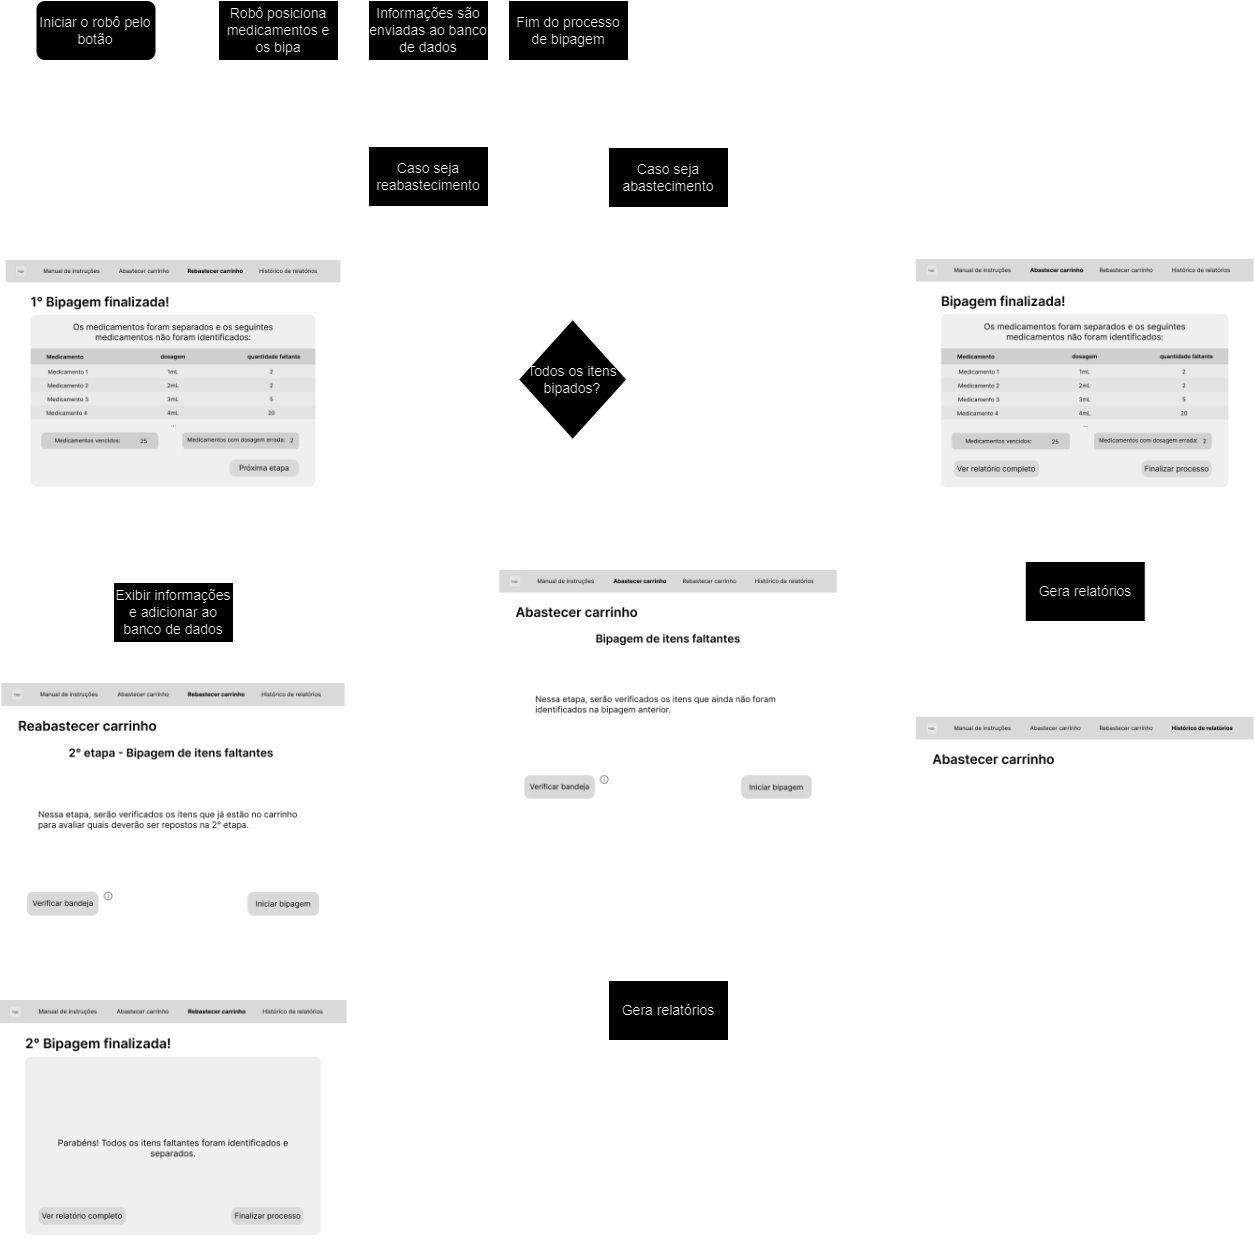 Iniciar o robô pelo
botão
Robô posiciona
medicamentos e
os bipa
Informações são
enviadas ao banco
de dados
Fim do processo
de bipagem
Caso seja
reabastecimento
Caso seja
abastecimento
Manual de instruções Abastecer carrinho Rebastecer carrinho Histórico de relatórios
1° Bipagem finalizada!
Os medicamentos foram separados e os seguintes
medicamentos não foram identificados:
Medicamento dosagem quantidade faltante
Medicamento 1 1mL 2
Medicamento 2 2mL 2
Medicamento 3 3mL 5
Medicamento 4 4mL 20
...
Medicamentos vencidos: 25 Medicamentos com dosagem errada: 2
Próxima etapa
Todos os itens
bipados?
Manual de instruções Abastecer carrinho Rebastecer carrinho Histórico de relatórios
Bipagem finalizada!
Os medicamentos foram separados e os seguintes
medicamentos não foram identificados:
Medicamento dosagem quantidade faltante
Medicamento 1 1mL 2
Medicamento 2 2mL 2
Medicamento 3 3mL 5
Medicamento 4 4mL 20
...
Medicamentos vencidos: 25 Medicamentos com dosagem errada: 2
Ver relatório completo Finalizar processo
Exibir informações
e adicionar ao
banco de dados
Manual de instruções Abastecer carrinho Rebastecer carrinho Histórico de relatórios
Abastecer carrinho
Bipagem de itens faltantes
Nessa etapa, serão verificados os itens que ainda não foram
identificados na bipagem anterior.
Verificar bandeja Iniciar bipagem
Gera relatórios
Manual de instruções Abastecer carrinho Rebastecer carrinho Histórico de relatórios
Reabastecer carrinho
2° etapa - Bipagem de itens faltantes
Nessa etapa, serão verificados os itens que já estão no carrinho
para avaliar quais deverão ser repostos na 2° etapa.
Verificar bandeja Iniciar bipagem
Manual de instruções Abastecer carrinho Rebastecer carrinho Histórico de relatórios
Abastecer carrinho
Gera relatórios
Manual de instruções Abastecer carrinho Rebastecer carrinho Histórico de relatórios
2° Bipagem finalizada!
Parabéns! Todos os itens faltantes foram identificados e
separados.
Ver relatório completo Finalizar processo